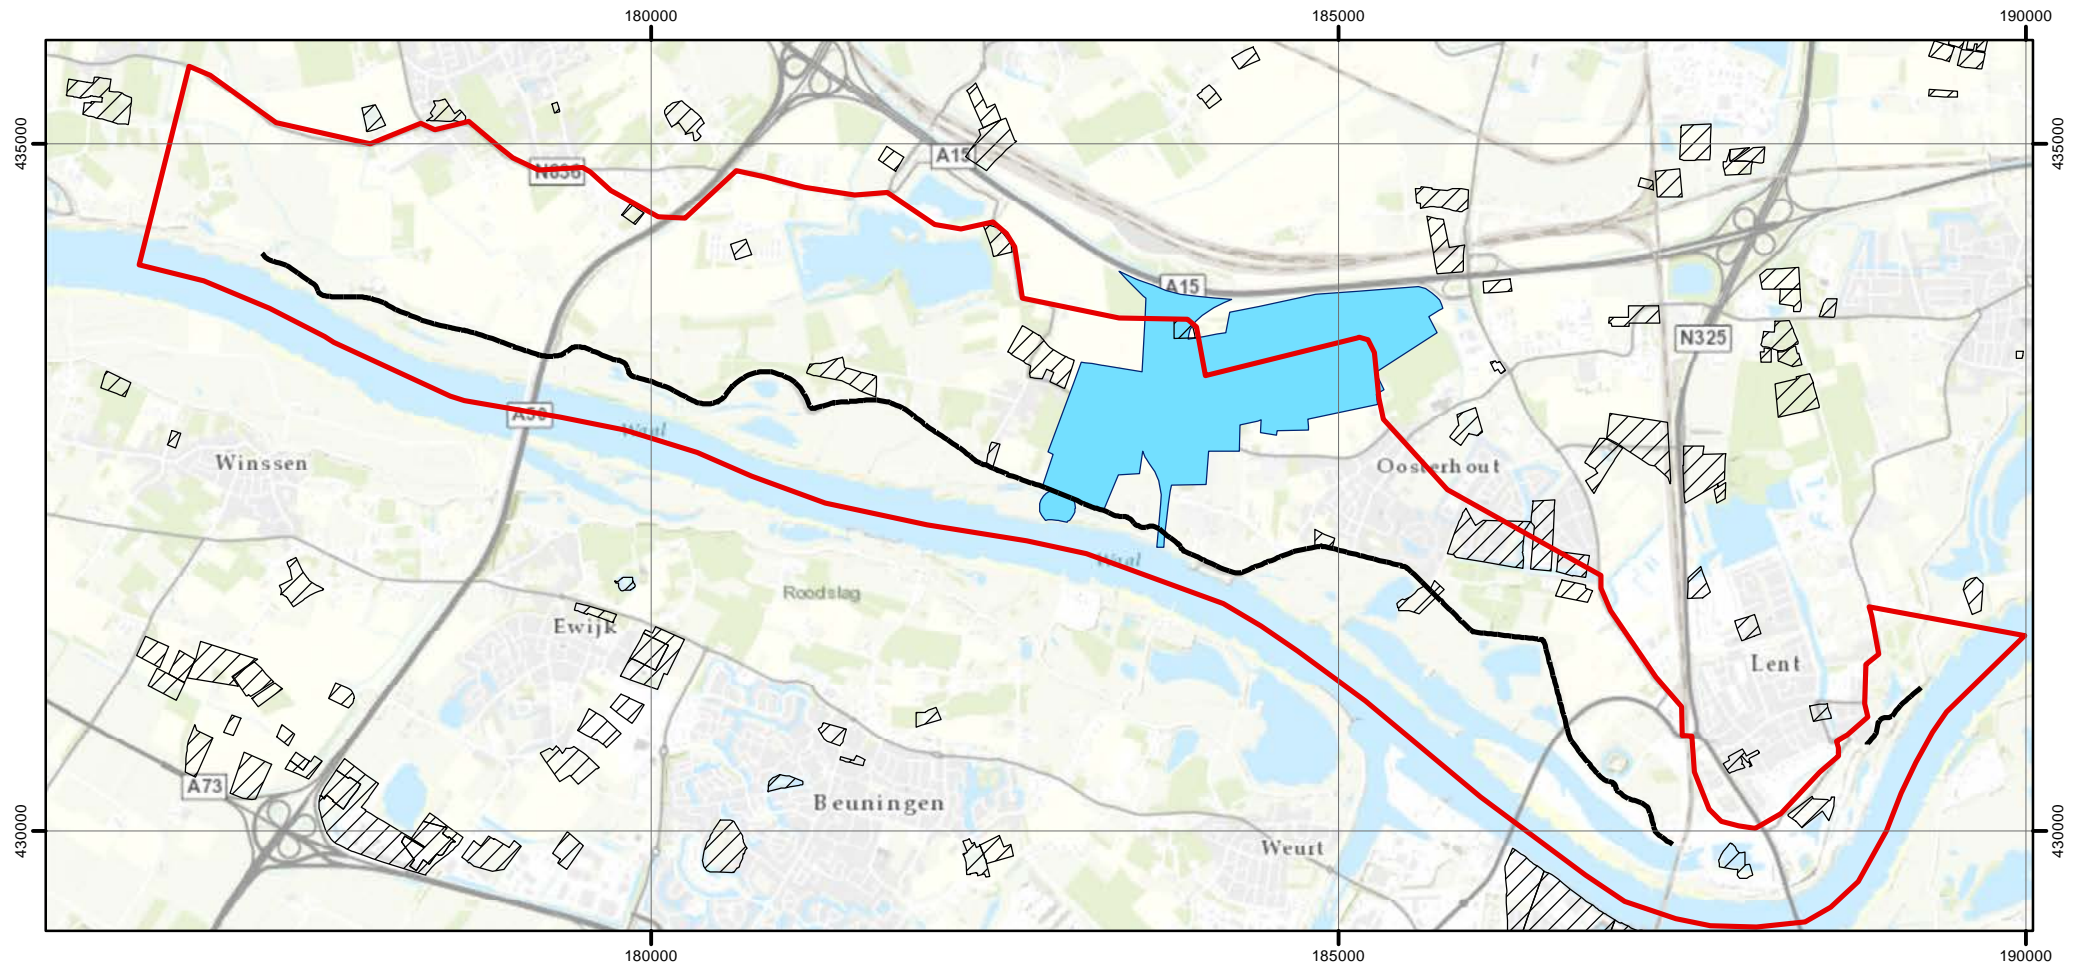 180000
185000
190000
435000
435000
A15
N836
A15
N325
A50
Waal
Winssen
Oosterhout
Waal
Roodslag
Ewijk
Lent
A73
Beuningen
430000
430000
Weurt
180000
185000
190000